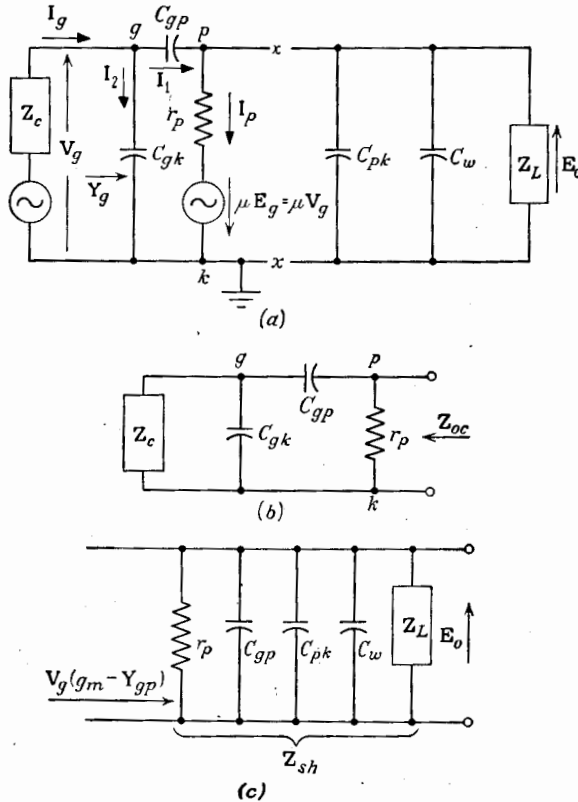 I_g
C_gp
g
p
x
I_2
I_1
r_p
I_p
Z_c
V_g
C_gk
C_pk
C_w
Z_L
E_o
Y_g
μE_g = μV_g
k
x
(a)
g
p
C_gp
Z_c
C_gk
r_p
Z_oc
k
(b)
r_p
C_gp
C_pk
C_w
Z_L
E_o
V_g(g_m − Y_gp)
Z_sh
(c)